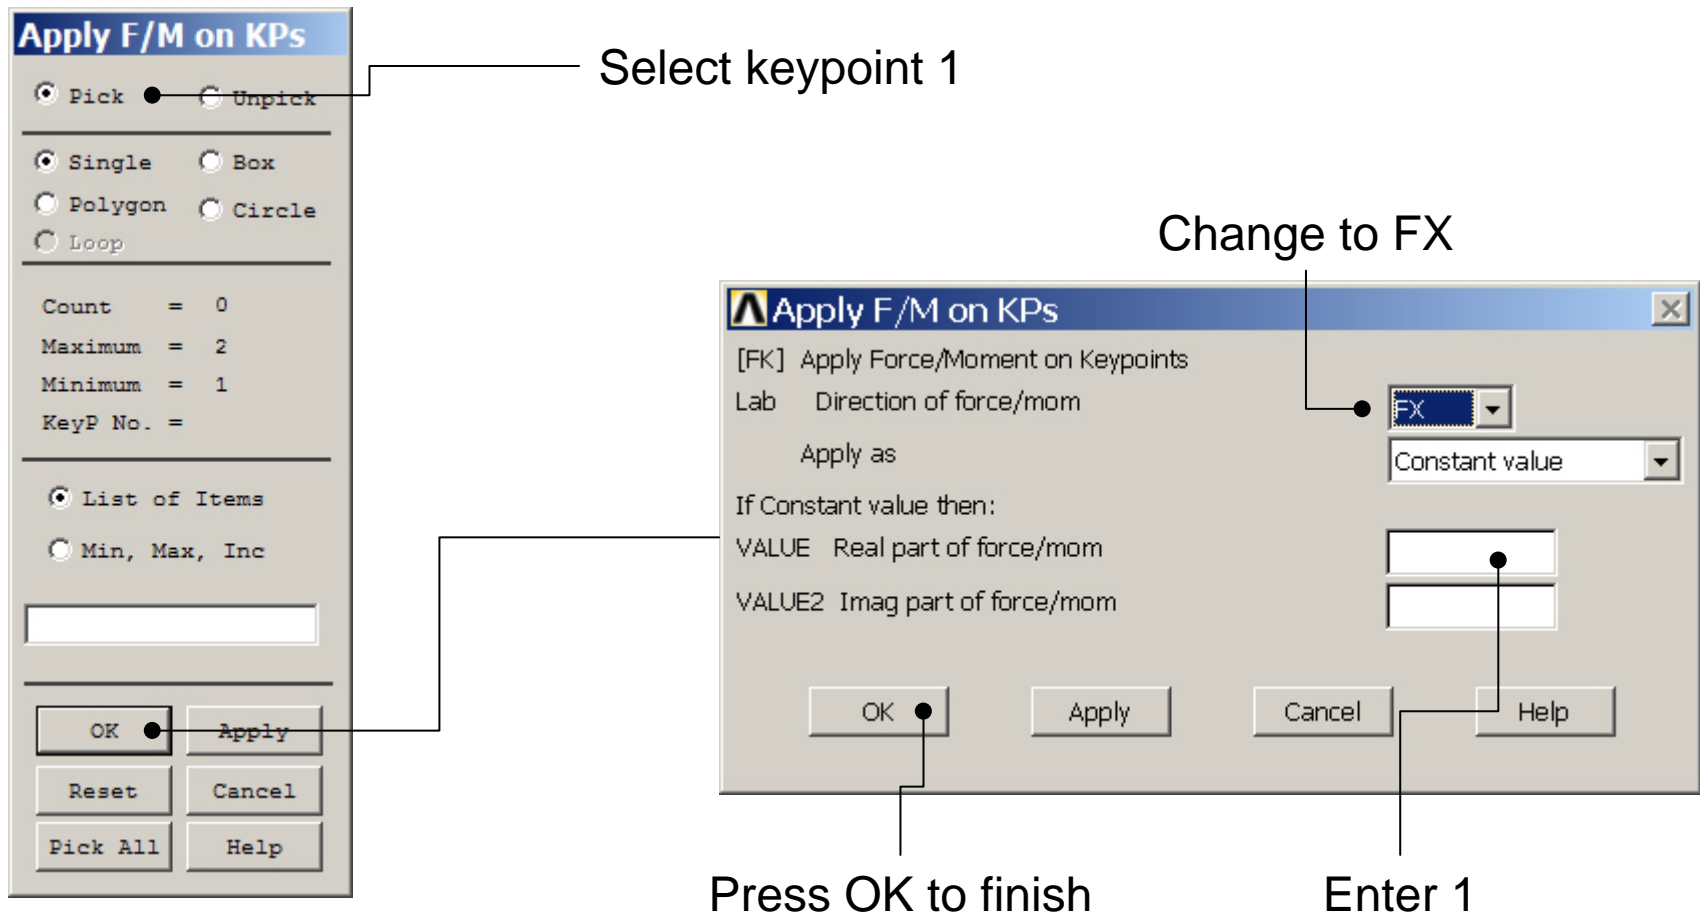 Apply F/M on KPs
Pick Unpick
Single Box
Polygon Circle
Loop
Count = 0
Maximum = 2
Minimum = 1
KeyP No. =
List of Items
Min, Max, Inc
OK Apply
Reset Cancel
Pick All Help
Select keypoint 1
Change to FX
Apply F/M on KPs
[FK] Apply Force/Moment on Keypoints
Lab Direction of force/mom FX
Apply as Constant value
If Constant value then:
VALUE Real part of force/mom
VALUE2 Imag part of force/mom
OK Apply Cancel Help
Press OK to finish
Enter 1